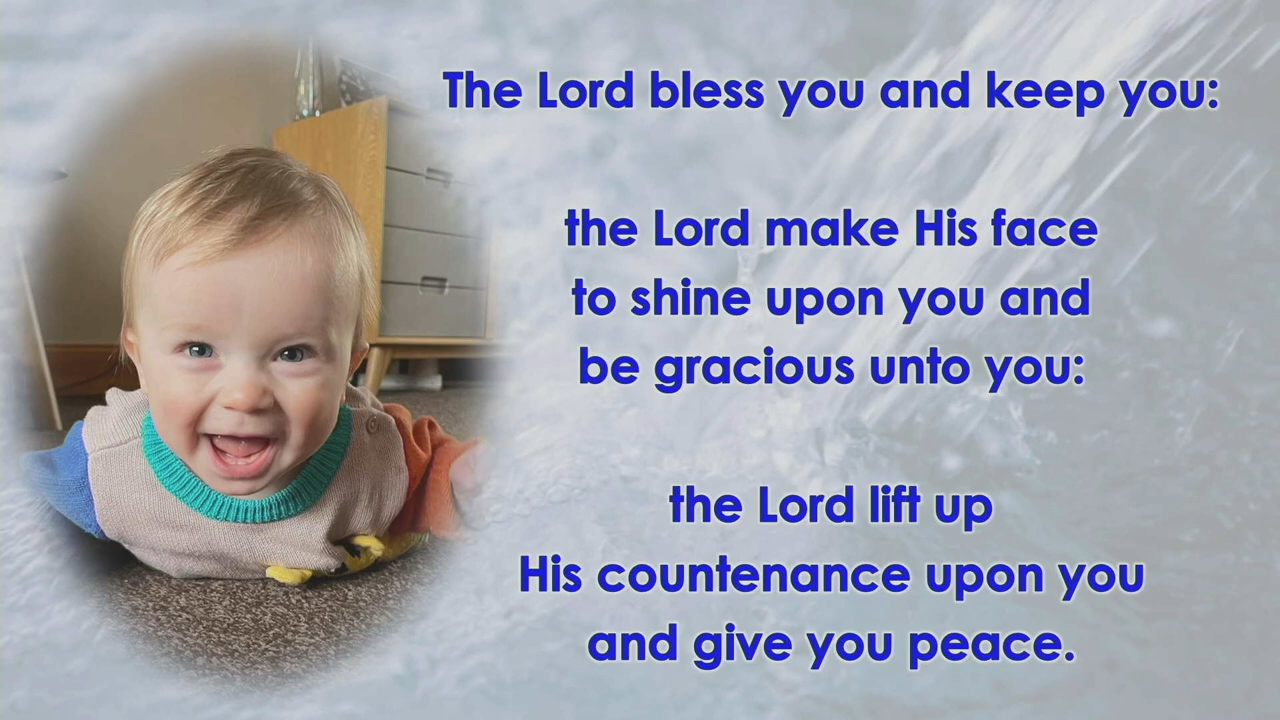 The Lord bless you and keep you:
the Lord make His face
to shine upon you and
be gracious unto you:
the Lord lift up
His countenance upon you
and give you peace.